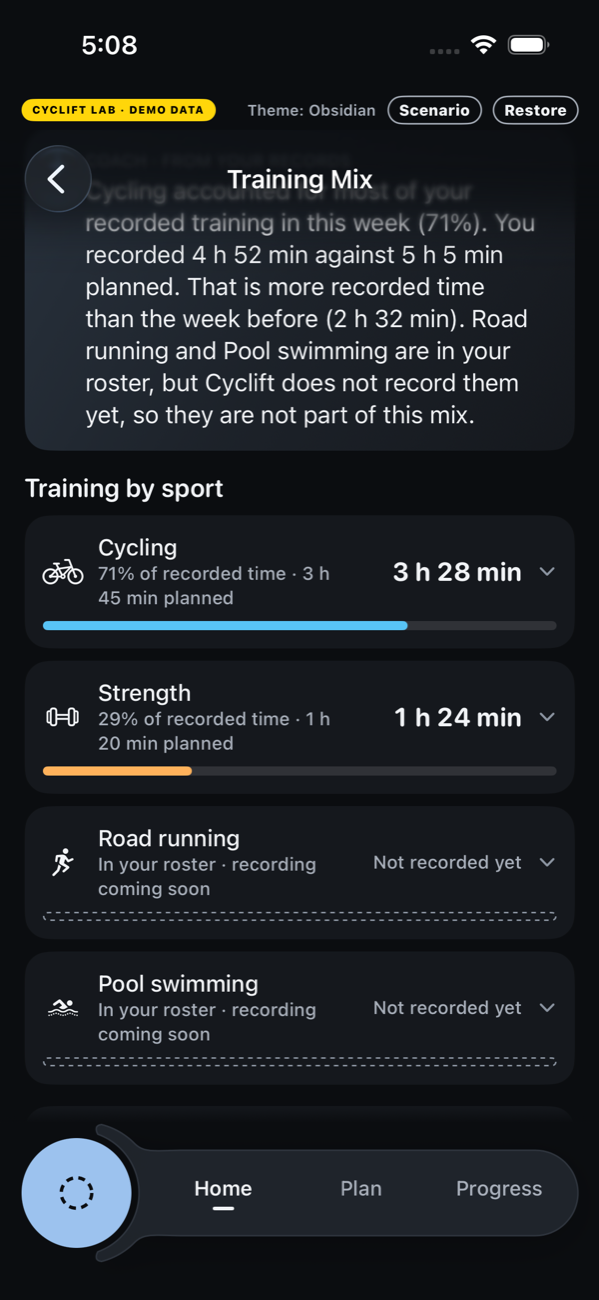 5:08
CYCLIFT LAB · DEMO DATA
Theme: Obsidian
Scenario
Restore
Training Mix
Cycling accounted for most of your
recorded training in this week (71%). You
recorded 4 h 52 min against 5 h 5 min
planned. That is more recorded time
than the week before (2 h 32 min). Road
running and Pool swimming are in your
roster, but Cyclift does not record them
yet, so they are not part of this mix.
Training by sport
Cycling
71% of recorded time · 3 h
45 min planned
3 h 28 min
Strength
29% of recorded time · 1 h
20 min planned
1 h 24 min
Road running
In your roster · recording
coming soon
Not recorded yet
Pool swimming
In your roster · recording
coming soon
Not recorded yet
Home
Plan
Progress